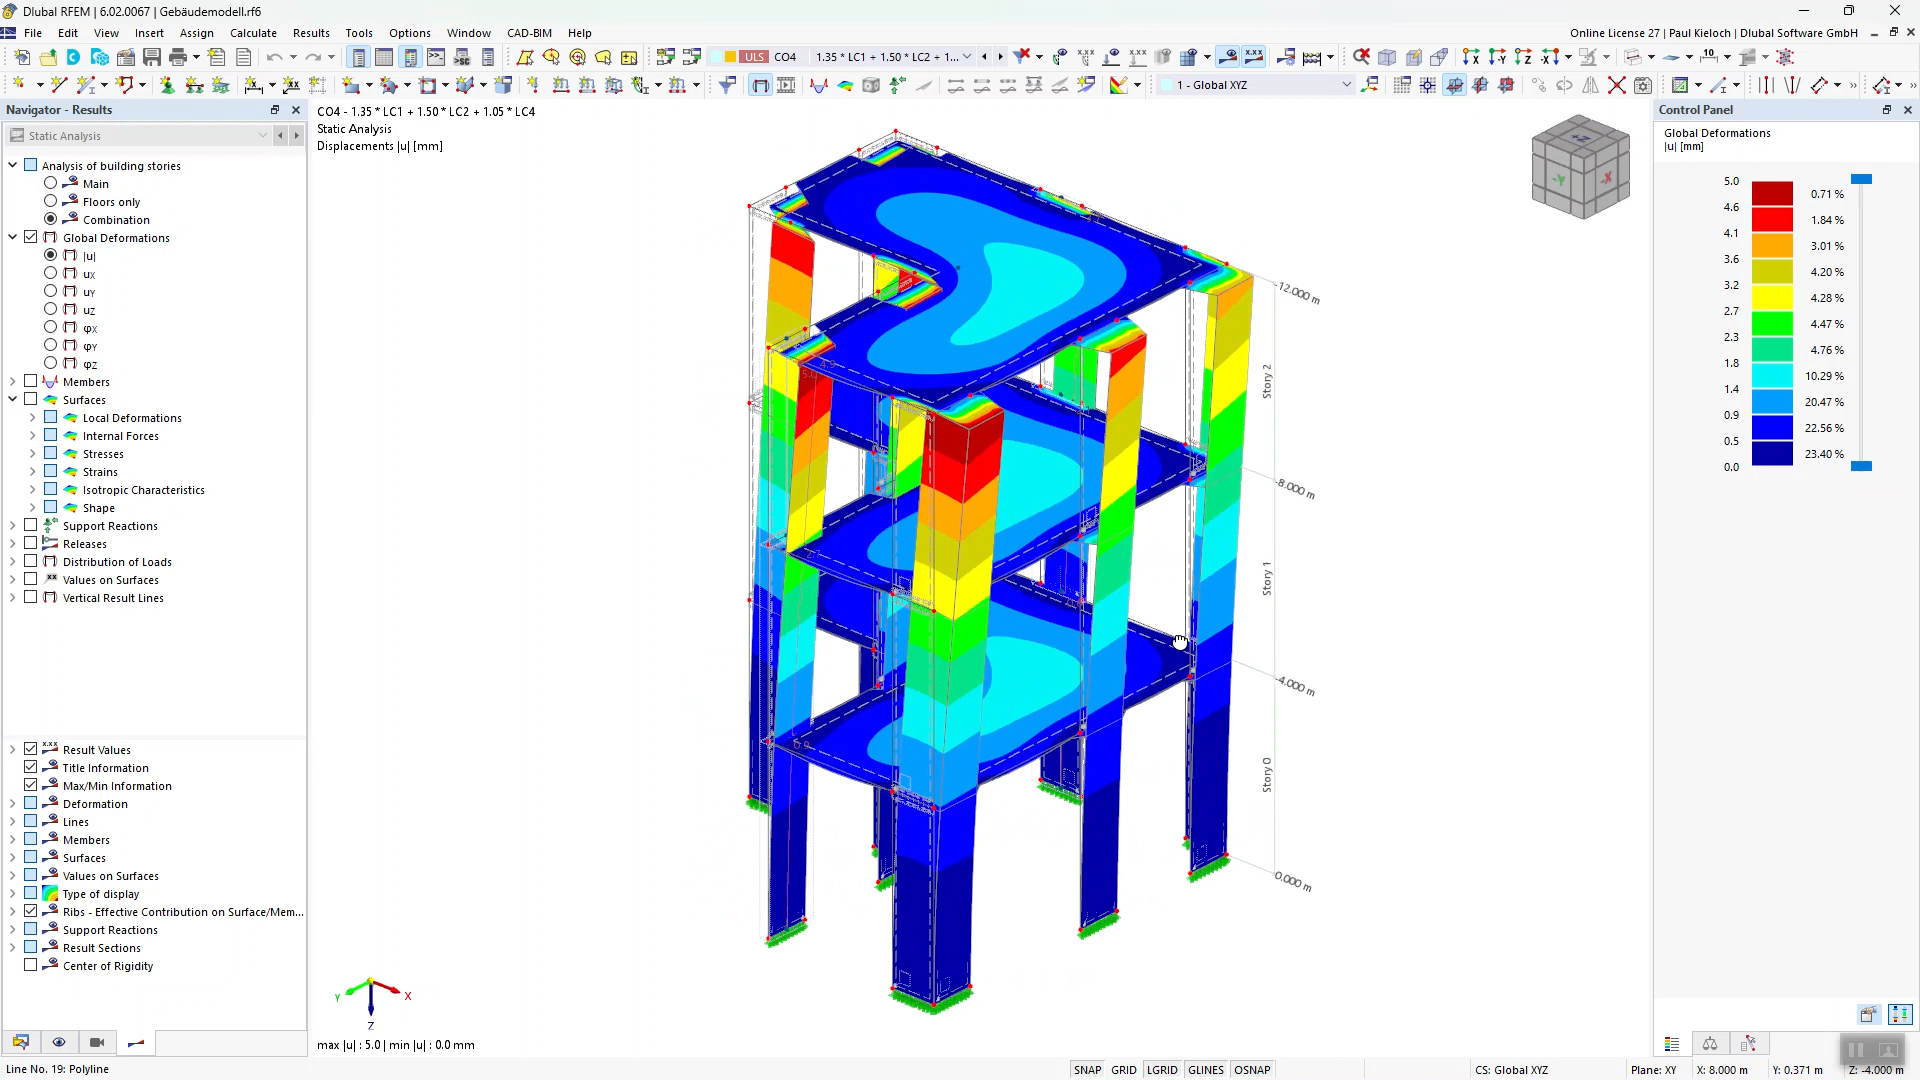 Dlubal RFEM | 6.02.0067 | Gebäudemodell.rf6
File Edit View Insert Assign Calculate Results Tools Options Window CAD-BIM Help
Online License 27 | Paul Kieloch | Dlubal Software GmbH
ULS CO4 1.35 * LC1 + 1.50 * LC2 + 1...
1 - Global XYZ
Navigator - Results
Static Analysis
Analysis of building stories
Main
Floors only
Combination
Global Deformations
|u|
uX
uY
uZ
φX
φY
φZ
Members
Surfaces
Local Deformations
Internal Forces
Stresses
Strains
Isotropic Characteristics
Shape
Support Reactions
Releases
Distribution of Loads
Values on Surfaces
Vertical Result Lines
Result Values
Title Information
Max/Min Information
Deformation
Lines
Members
Surfaces
Values on Surfaces
Type of display
Ribs - Effective Contribution on Surface/Mem...
Support Reactions
Result Sections
Center of Rigidity
CO4 - 1.35 * LC1 + 1.50 * LC2 + 1.05 * LC4
Static Analysis
Displacements |u| [mm]
-12.000 m
Story 2
-8.000 m
Story 1
-4.000 m
Story 0
0.000 m
4.9
2.7
0.9
+Z
-Y
-X
Y
X
Z
max |u| : 5.0 | min |u| : 0.0 mm
Control Panel
Global Deformations
|u| [mm]
5.0 0.71 %
4.6 1.84 %
4.1 3.01 %
3.6 4.20 %
3.2 4.28 %
2.7 4.47 %
2.3 4.76 %
1.8 10.29 %
1.4 20.47 %
0.9 22.56 %
0.5 23.40 %
0.0
Line No. 19: Polyline
SNAP GRID LGRID GLINES OSNAP
CS: Global XYZ
Plane: XY
X: 8.000 m
Y: 0.371 m
Z: -4.000 m